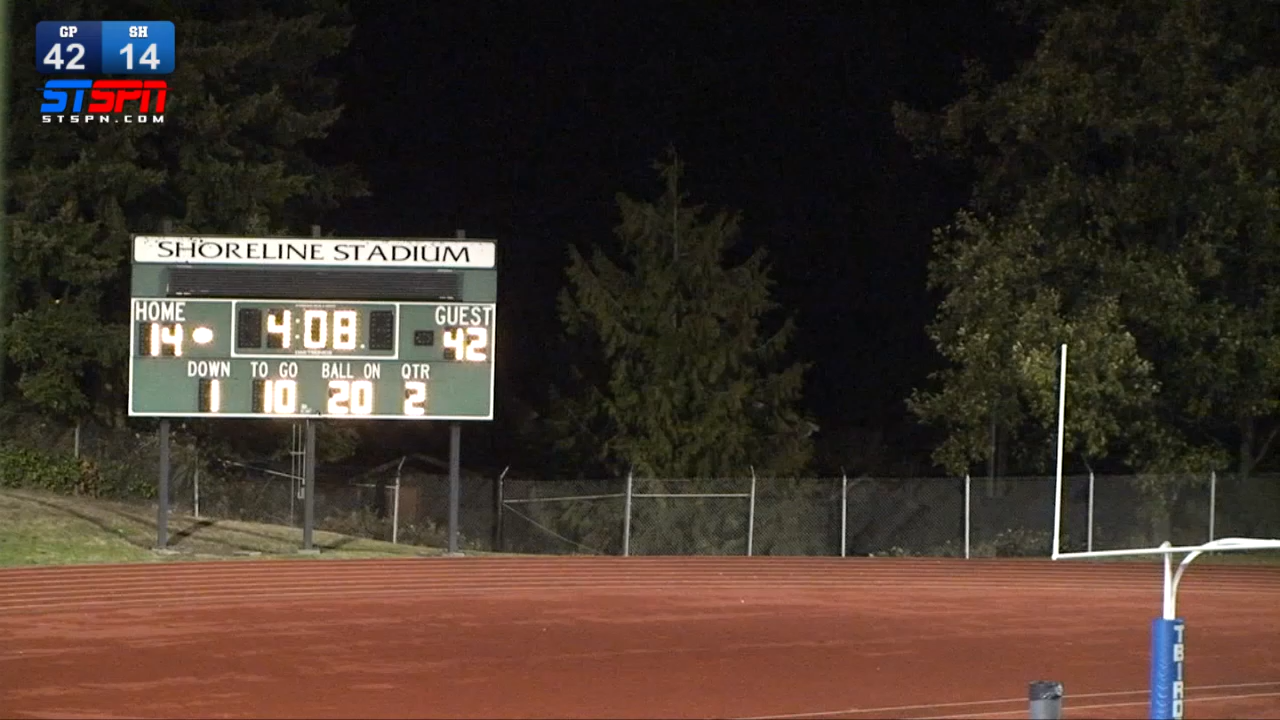 GP SH
42 14
STSPN
STSPN.COM
SHORELINE STADIUM
HOME GUEST
14 4:08 42
DOWN TO GO BALL ON QTR
1 10 20 2
TBIRD